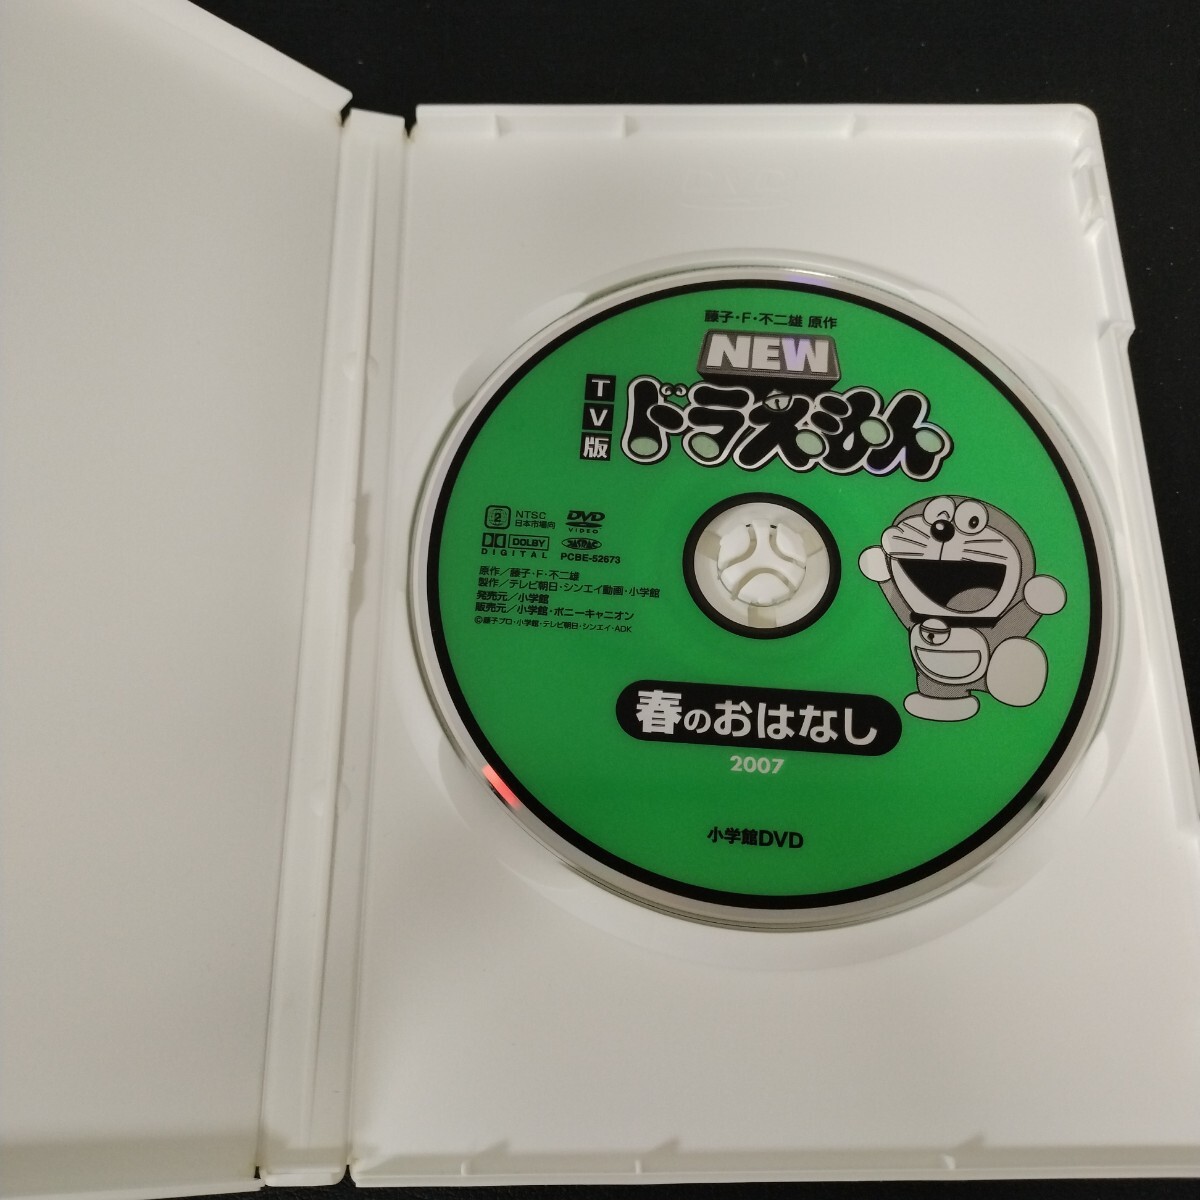 藤子・F・不二雄 原作
NEW
TV版
ドラえもん
2
NTSC
日本市場向
DVD
VIDEO
DOLBY
DIGITAL
PCBE-52673
原作/藤子・F・不二雄
製作/テレビ朝日・シンエイ動画・小学館
発売元/小学館
販売元/小学館・ポニーキャニオン
©藤子プロ・小学館・テレビ朝日・シンエイ・ADK
春のおはなし
2007
小学館DVD